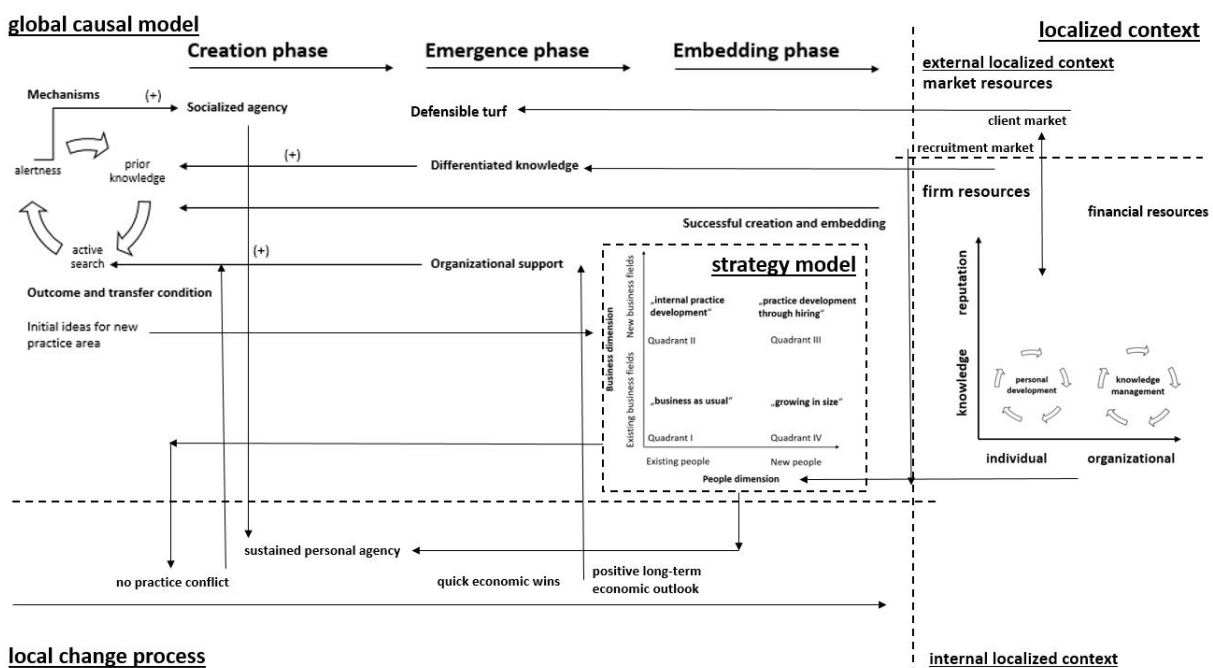 global causal model
localized context
Creation phase
Emergence phase
Embedding phase
external localized context
market resources
Mechanisms
(+)
Socialized agency
Defensible turf
client market
recruitment market
alertness
prior
knowledge
(+)
Differentiated knowledge
firm resources
financial resources
Successful creation and embedding
active
search
(+)
Organizational support
strategy model
Outcome and transfer condition
Initial ideas for new
practice area
Business dimension
New business fields
Existing business fields
„internal practice
development“
„practice development
through hiring“
Quadrant II
Quadrant III
„business as usual“
„growing in size“
Quadrant I
Quadrant IV
Existing people
New people
People dimension
reputation
knowledge
personal
development
knowledge
management
individual
organizational
sustained personal agency
no practice conflict
quick economic wins
positive long-term
economic outlook
local change process
internal localized context